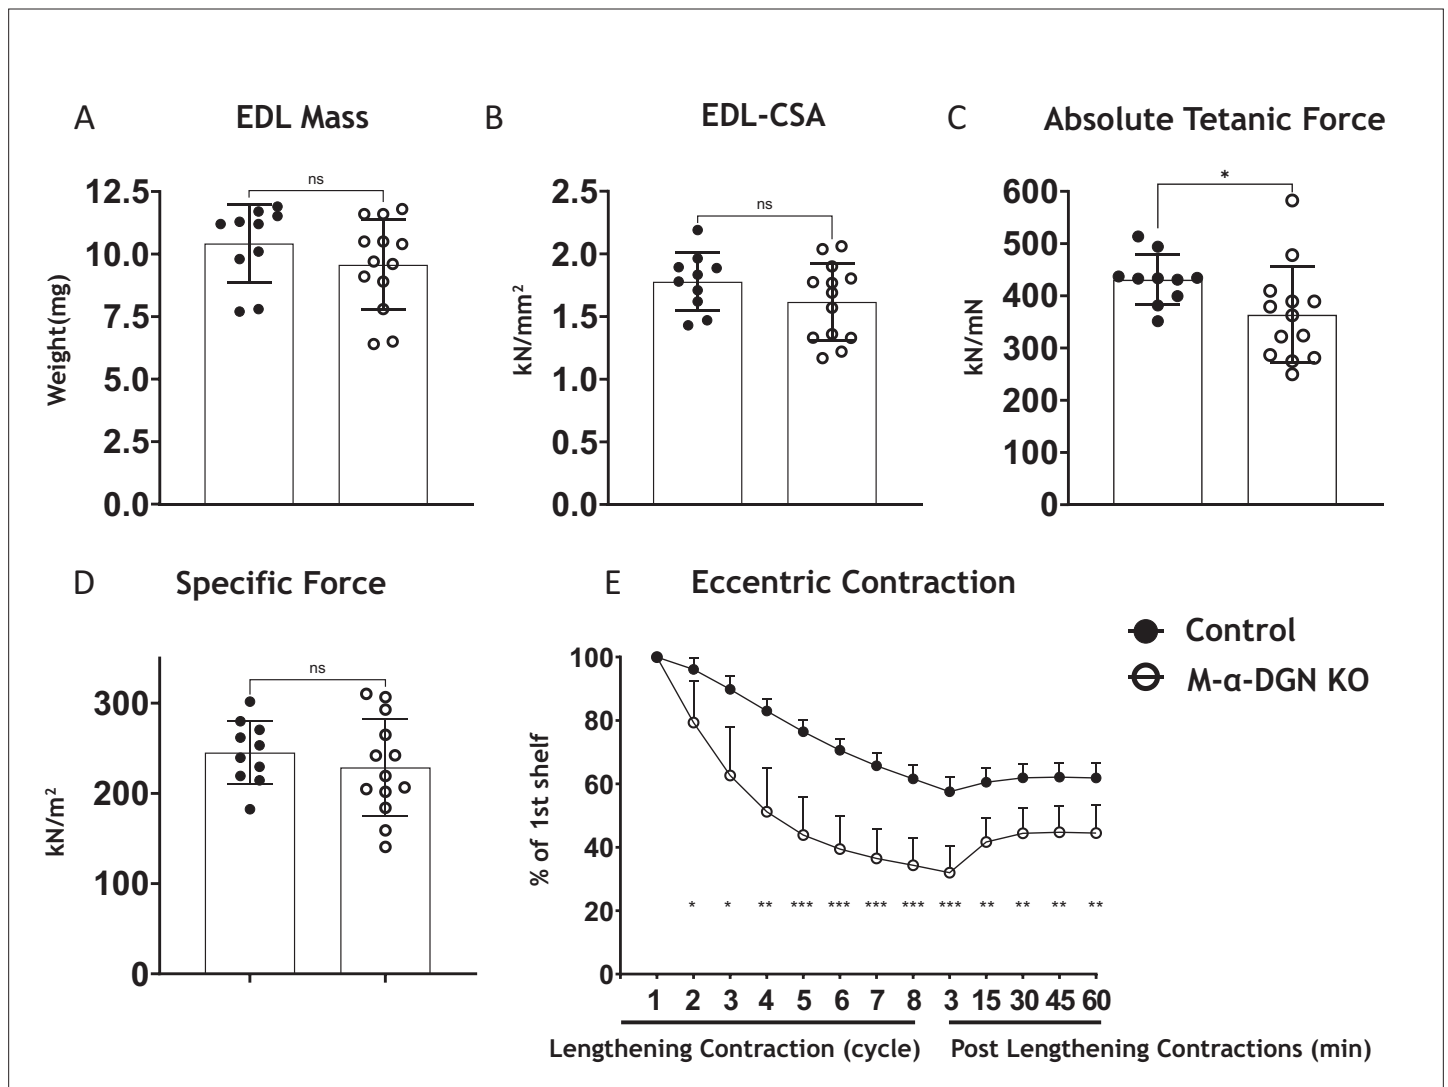 A
EDL Mass
B
EDL-CSA
C
Absolute Tetanic Force
Weight(mg)
12.5
10.0
7.5
5.0
2.5
0.0
ns
kN/mm²
2.5
2.0
1.5
1.0
0.5
0.0
ns
kN/mN
600
500
400
300
200
100
0
*
D
Specific Force
kN/m²
300
200
100
0
ns
E
Eccentric Contraction
% of 1st shelf
100
80
60
40
20
0
* * ** *** *** *** *** *** ** ** ** **
1 2 3 4 5 6 7 8 3 15 30 45 60
Lengthening Contraction (cycle)
Post Lengthening Contractions (min)
Control
M-α-DGN KO